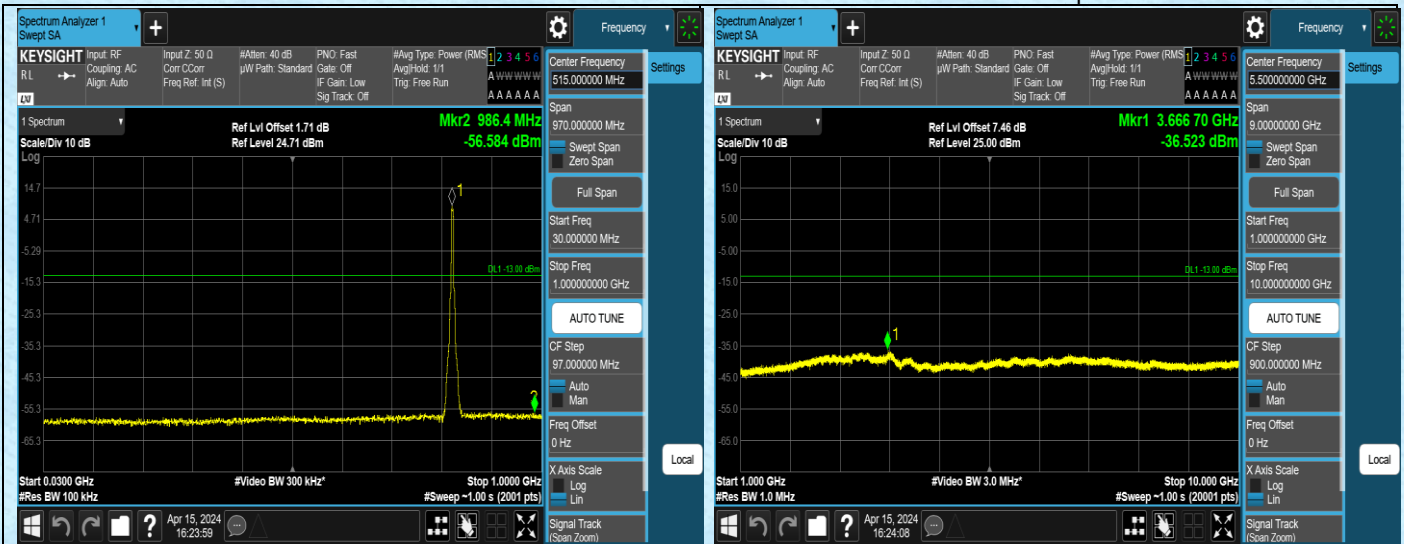 Spectrum Analyzer 1
Swept SA
+
Frequency
KEYSIGHT
RL
LXI
Input: RF
Coupling: AC
Align: Auto
Input Z: 50 Ω
Corr CCorr
Freq Ref: Int (S)
#Atten: 40 dB
µW Path: Standard
PNO: Fast
Gate: Off
IF Gain: Low
Sig Track: Off
#Avg Type: Power (RMS
Avg|Hold: 1/1
Trig: Free Run
1 2 3 4 5 6
A W W W W W
A A A A A A
1 Spectrum
Scale/Div 10 dB
Log
Ref Lvl Offset 1.71 dB
Ref Level 24.71 dBm
Mkr2 986.4 MHz
-56.584 dBm
14.7
4.71
-5.29
-15.3
-25.3
-35.3
-45.3
-55.3
-65.3
1
2
DL1 -13.00 dBm
Start 0.0300 GHz
#Res BW 100 kHz
#Video BW 300 kHz*
Stop 1.0000 GHz
#Sweep ~1.00 s (2001 pts)
?
Apr 15, 2024
16:23:59
Center Frequency
515.000000 MHz
Span
970.000000 MHz
Swept Span
Zero Span
Full Span
Start Freq
30.000000 MHz
Stop Freq
1.000000000 GHz
AUTO TUNE
CF Step
97.000000 MHz
Auto
Man
Freq Offset
0 Hz
X Axis Scale
Log
Lin
Signal Track
(Span Zoom)
Settings
Local
Spectrum Analyzer 1
Swept SA
+
Frequency
KEYSIGHT
RL
LXI
Input: RF
Coupling: AC
Align: Auto
Input Z: 50 Ω
Corr CCorr
Freq Ref: Int (S)
#Atten: 40 dB
µW Path: Standard
PNO: Fast
Gate: Off
IF Gain: Low
Sig Track: Off
#Avg Type: Power (RMS
Avg|Hold: 1/1
Trig: Free Run
1 2 3 4 5 6
A W W W W W
A A A A A A
1 Spectrum
Scale/Div 10 dB
Log
Ref Lvl Offset 7.46 dB
Ref Level 25.00 dBm
Mkr1 3.666 70 GHz
-36.523 dBm
15.0
5.00
-5.00
-15.0
-25.0
-35.0
-45.0
-55.0
-65.0
1
DL1 -13.00 dBm
Start 1.000 GHz
#Res BW 1.0 MHz
#Video BW 3.0 MHz*
Stop 10.000 GHz
#Sweep ~1.00 s (2001 pts)
?
Apr 15, 2024
16:24:08
Center Frequency
5.500000000 GHz
Span
9.00000000 GHz
Swept Span
Zero Span
Full Span
Start Freq
1.000000000 GHz
Stop Freq
10.000000000 GHz
AUTO TUNE
CF Step
900.000000 MHz
Auto
Man
Freq Offset
0 Hz
X Axis Scale
Log
Lin
Signal Track
(Span Zoom)
Settings
Local